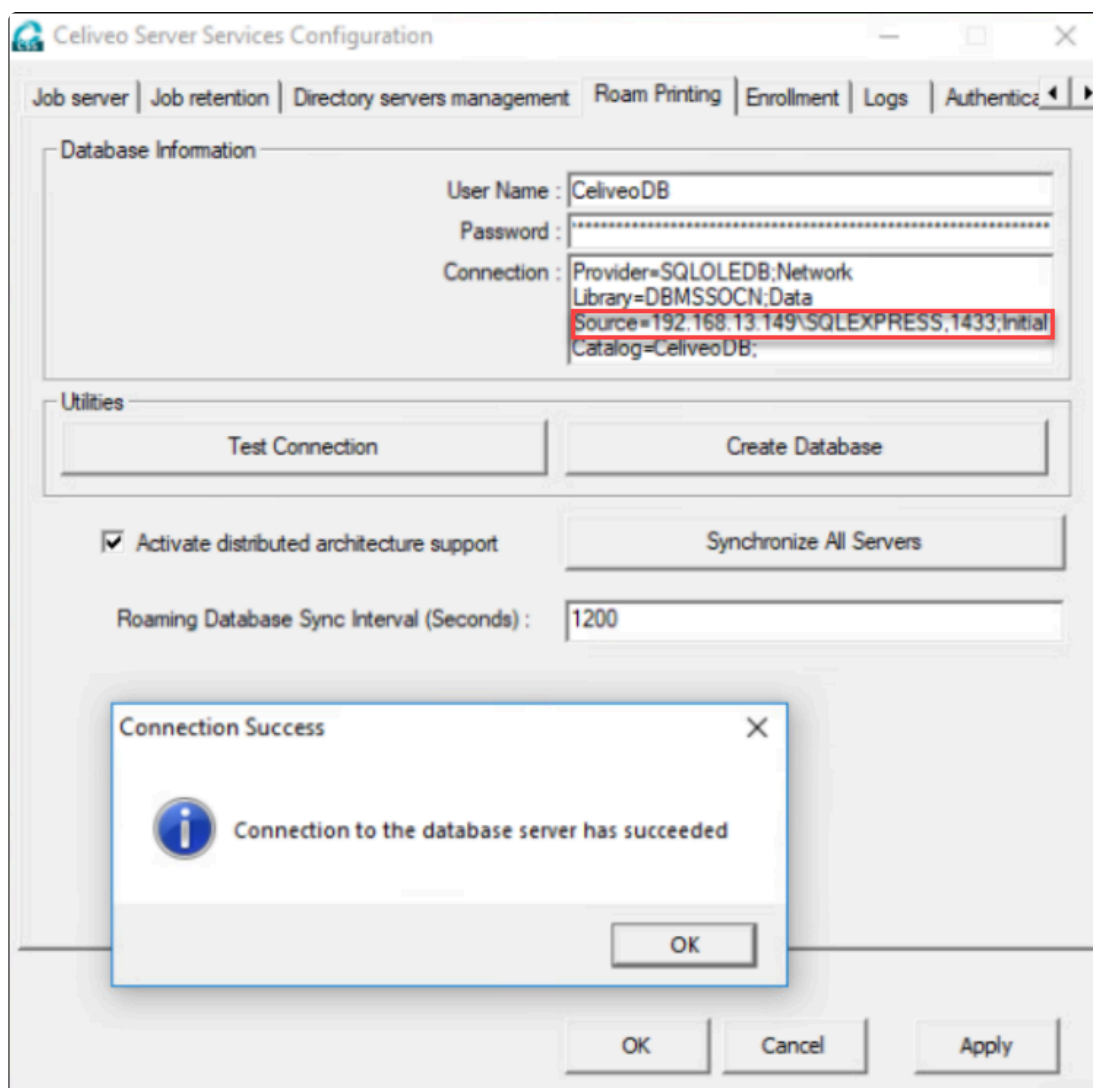 Celiveo Server Services Configuration
Job server Job retention Directory servers management Roam Printing Enrollment Logs Authentica
Database Information
User Name : CeliveoDB
Password : ******************************************************************
Connection : Provider=SQLOLEDB;Network
Library=DBMSSOCN;Data
Source=192.168.13.149\SQLEXPRESS,1433;Initial
Catalog=CeliveoDB;
Utilities
Test Connection Create Database
Activate distributed architecture support Synchronize All Servers
Roaming Database Sync Interval (Seconds) : 1200
Connection Success
Connection to the database server has succeeded
OK
OK Cancel Apply